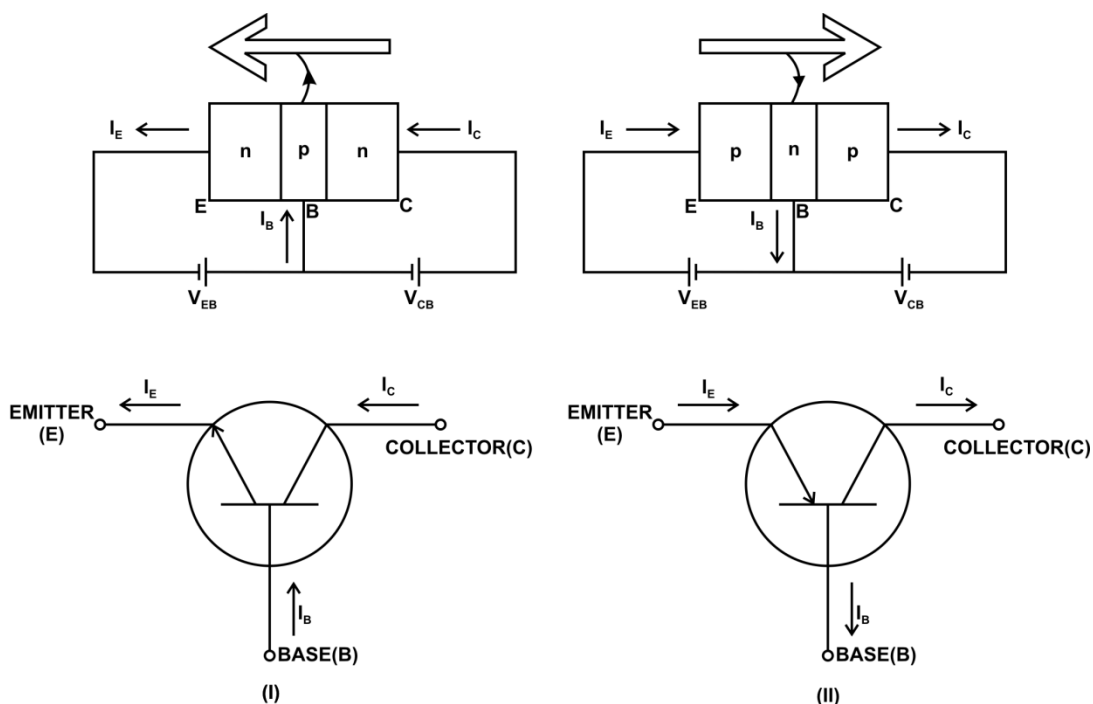 I_E
I_C
n
p
n
E
B
C
I_B
V_EB
V_CB
I_E
I_C
p
n
p
E
B
C
I_B
V_EB
V_CB
I_E
I_C
EMITTER
(E)
COLLECTOR(C)
I_B
BASE(B)
(I)
I_E
I_C
EMITTER
(E)
COLLECTOR(C)
I_B
BASE(B)
(II)